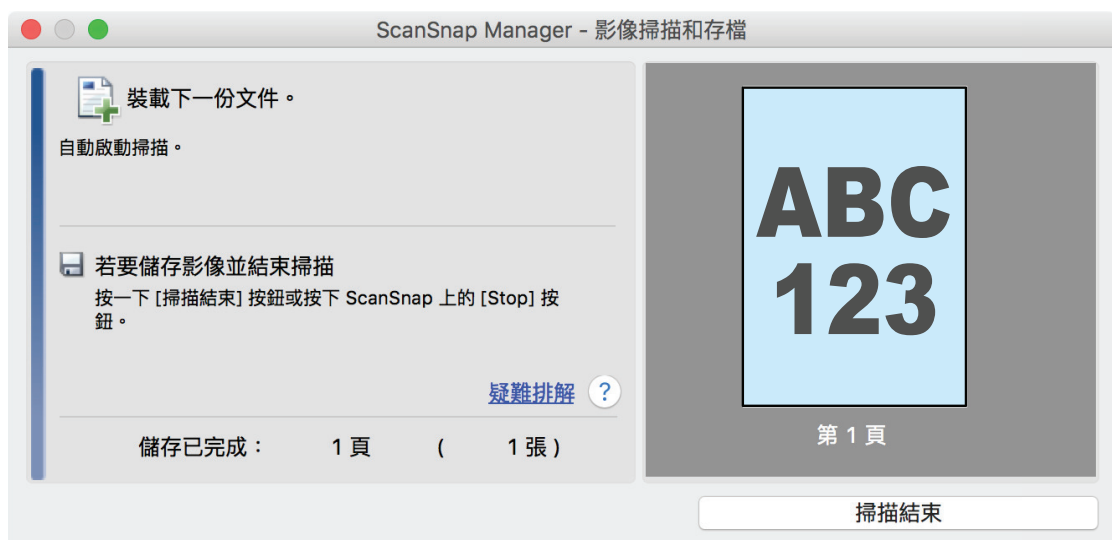 ScanSnap Manager - 影像掃描和存檔
裝載下一份文件。
自動啟動掃描。
若要儲存影像並結束掃描
按一下 [掃描結束] 按鈕或按下 ScanSnap 上的 [Stop] 按
鈕。
疑難排解 ?
儲存已完成： 1 頁 ( 1 張 )
ABC
123
第 1 頁
掃描結束